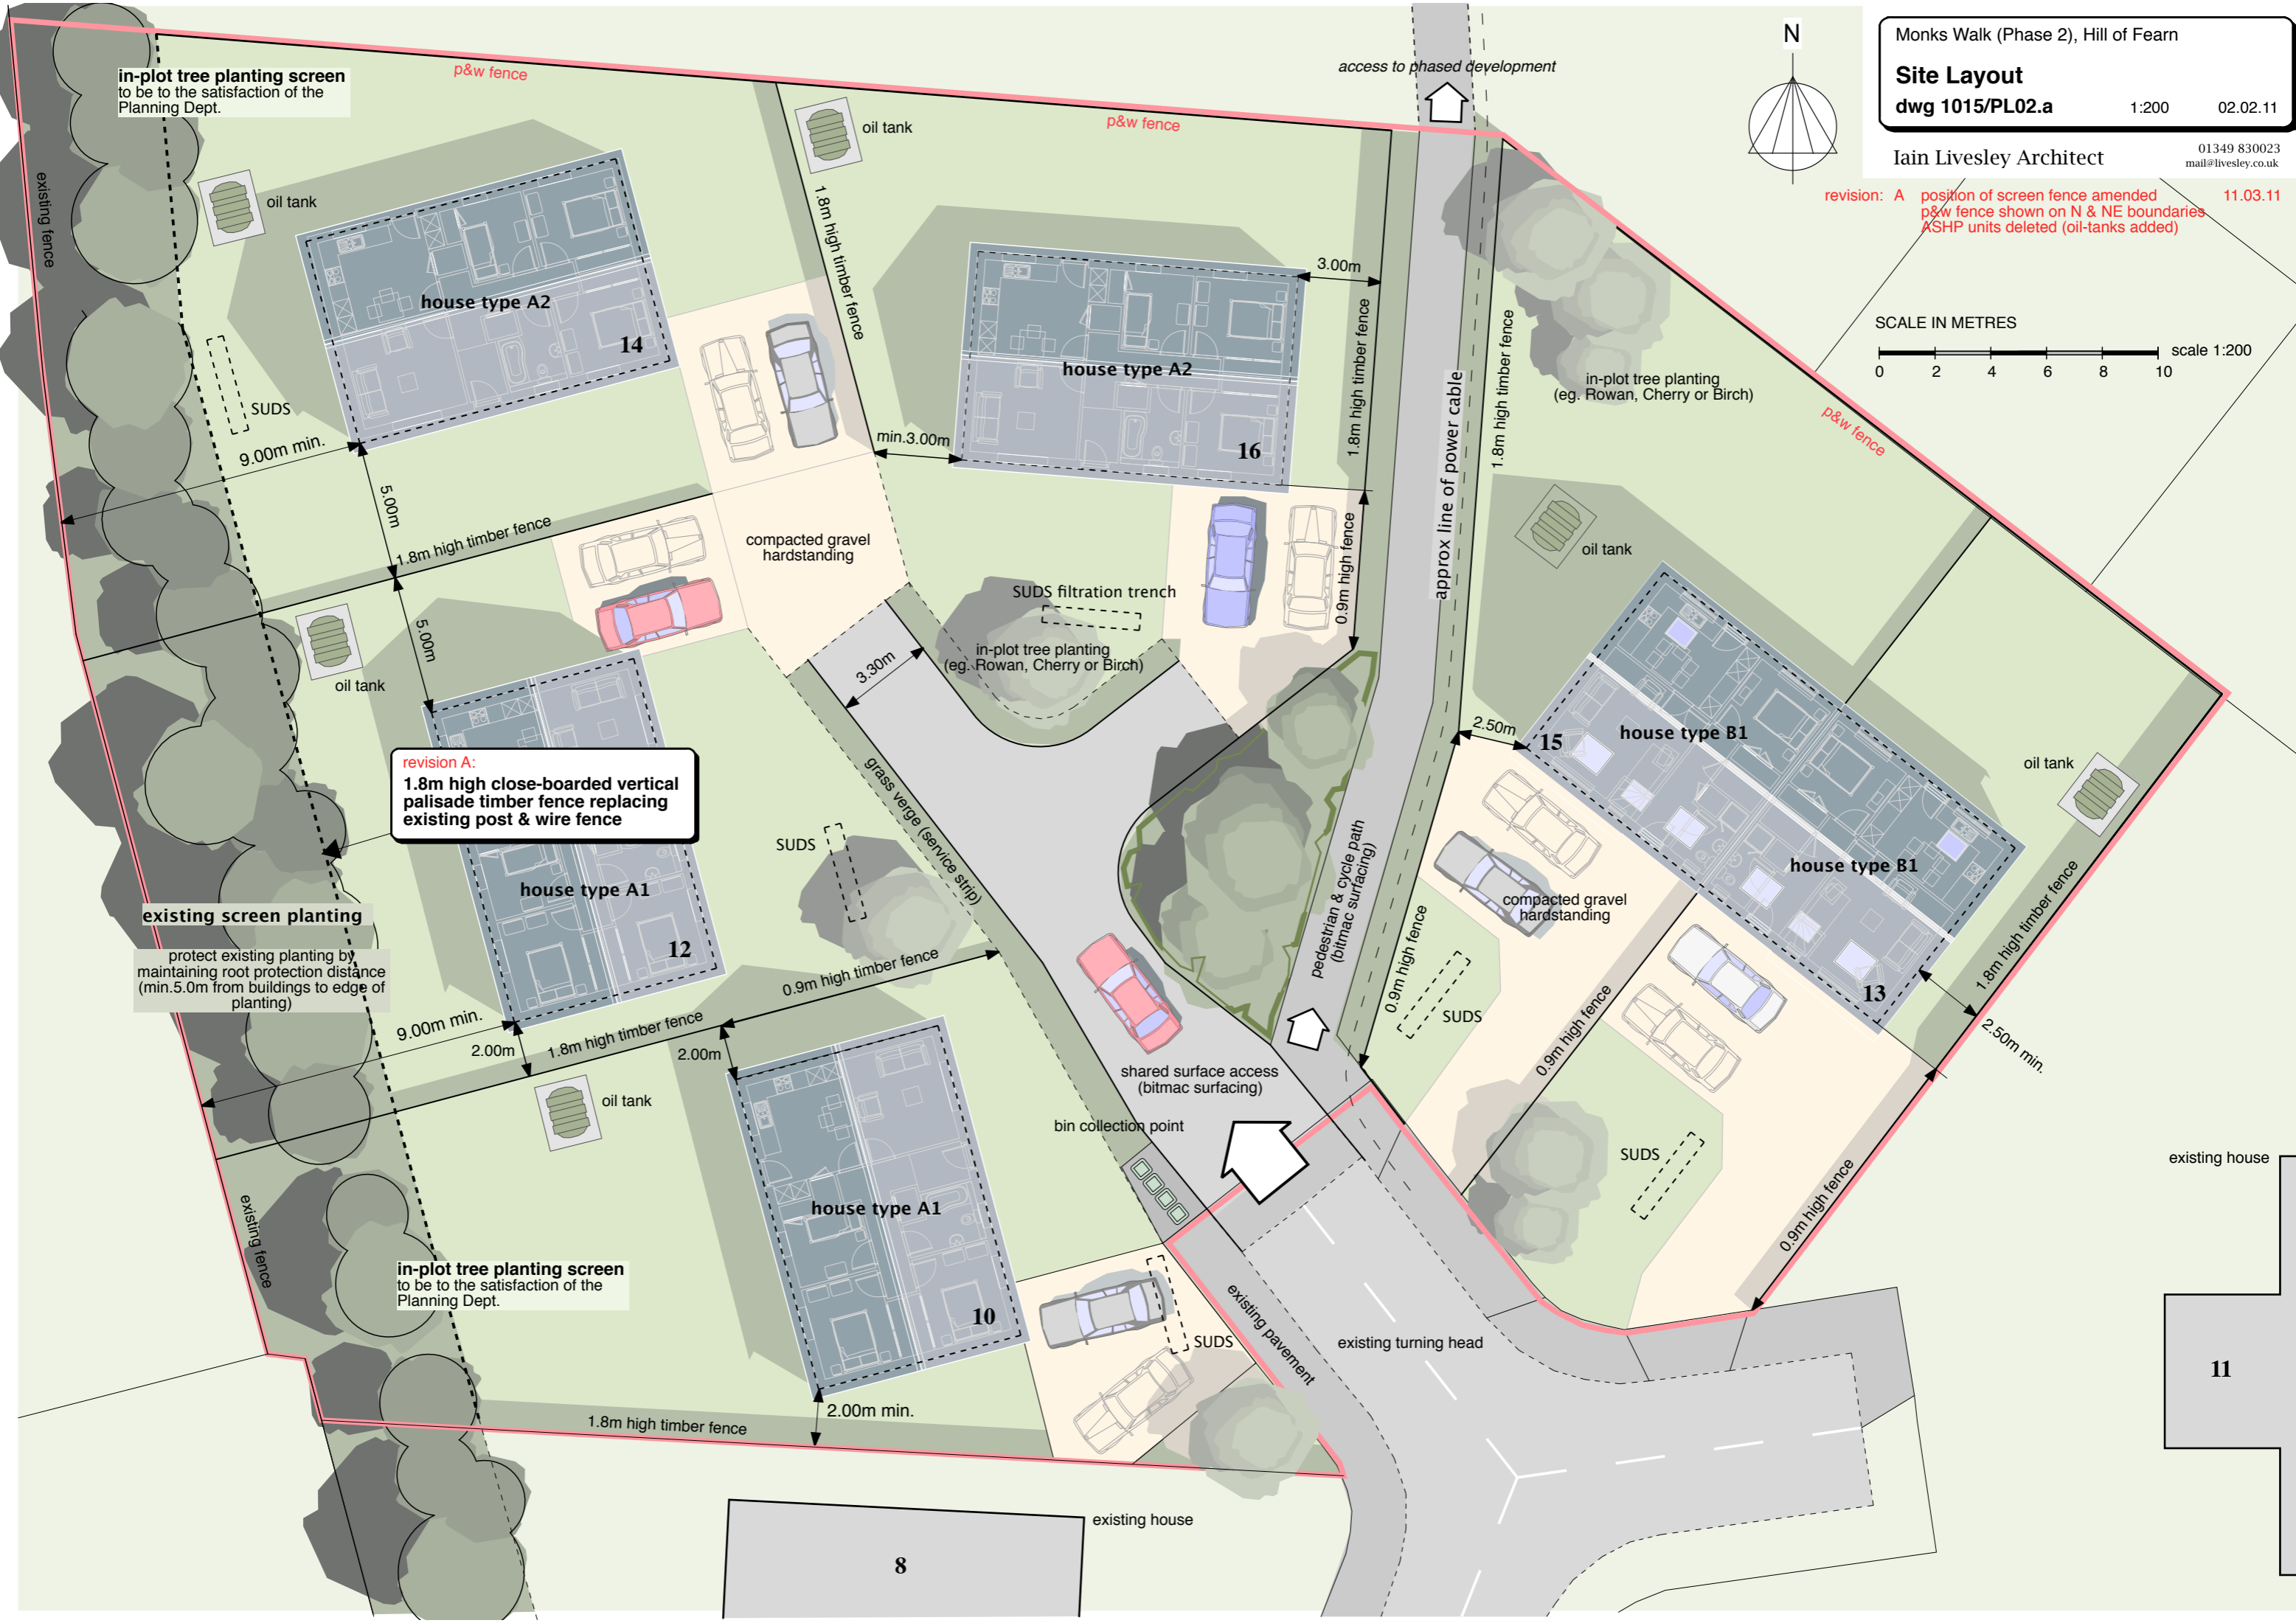 Monks Walk (Phase 2), Hill of Fearn
Site Layout
dwg 1015/PL02.a 1:200 02.02.11
Iain Livesley Architect
01349 830023
mail@livesley.co.uk
revision: A position of screen fence amended 11.03.11
p&w fence shown on N & NE boundaries
ASHP units deleted (oil-tanks added)
N
SCALE IN METRES
scale 1:200
0 2 4 6 8 10
access to phased development
p&w fence
p&w fence
p&w fence
in-plot tree planting screen
to be to the satisfaction of the
Planning Dept.
existing fence
oil tank
oil tank
house type A2
14
SUDS
9.00m min.
5.00m
1.8m high timber fence
1.8m high timber fence
house type A2
16
3.00m
min.3.00m
1.8m high timber fence
0.9m high fence
approx line of power cable
1.8m high timber fence
in-plot tree planting
(eg. Rowan, Cherry or Birch)
compacted gravel
hardstanding
SUDS filtration trench
in-plot tree planting
(eg. Rowan, Cherry or Birch)
3.30m
oil tank
5.00m
oil tank
revision A:
1.8m high close-boarded vertical
palisade timber fence replacing
existing post & wire fence
house type A1
12
existing screen planting
protect existing planting by
maintaining root protection distance
(min.5.0m from buildings to edge of
planting)
9.00m min.
2.00m
1.8m high timber fence
2.00m
0.9m high timber fence
SUDS
grass verge (service strip)
pedestrian & cycle path
(bitmac surfacing)
2.50m
15
house type B1
house type B1
13
oil tank
compacted gravel
hardstanding
0.9m high fence
SUDS
0.9m high fence
1.8m high timber fence
2.50m min.
SUDS
0.9m high fence
shared surface access
(bitmac surfacing)
bin collection point
oil tank
house type A1
10
SUDS
existing fence
in-plot tree planting screen
to be to the satisfaction of the
Planning Dept.
1.8m high timber fence
2.00m min.
existing pavement
existing turning head
existing house
11
existing house
8